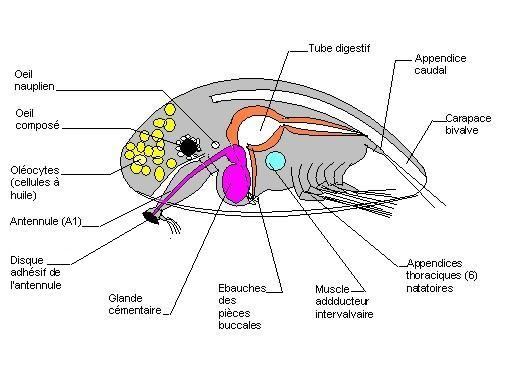 Tube digestif
Appendice
caudal
Oeil
nauplien
Oeil
composé
Carapace
bivalve
Oléocytes
(cellules à
huile)
Antennule (A1)
Disque
adhésif de
l'antennule
Glande
cémentaire
Ebauches
des
pièces
buccales
Muscle
addducteur
intervalvaire
Appendices
thoraciques (6)
natatoires